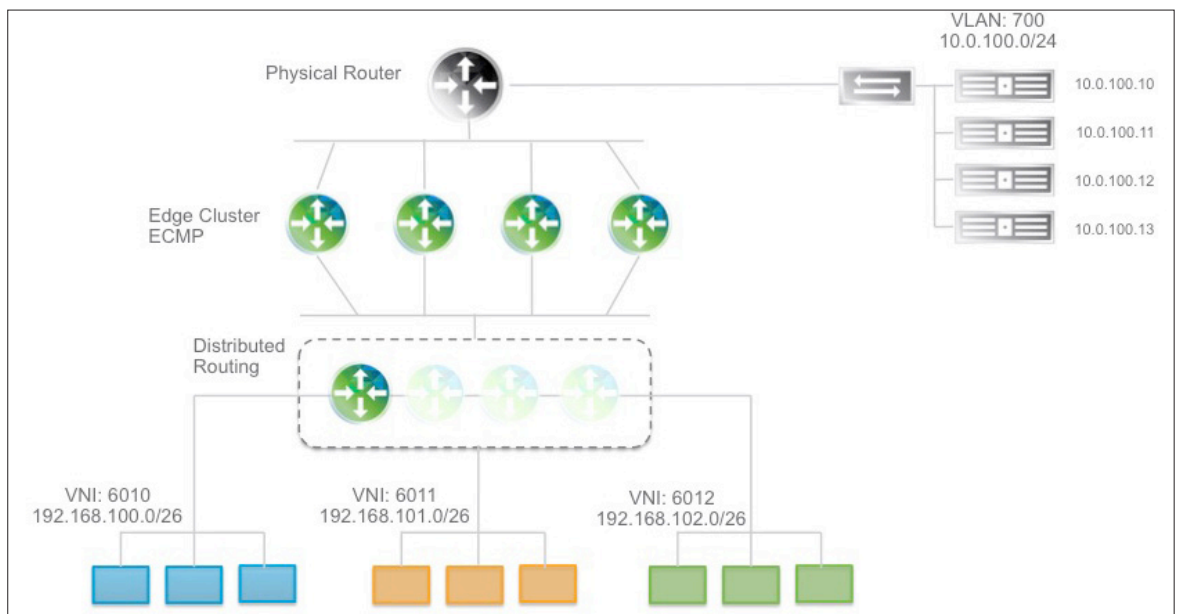 VLAN: 700
10.0.100.0/24
Physical Router
10.0.100.10
10.0.100.11
10.0.100.12
10.0.100.13
Edge Cluster
ECMP
Distributed
Routing
VNI: 6010
192.168.100.0/26
VNI: 6011
192.168.101.0/26
VNI: 6012
192.168.102.0/26